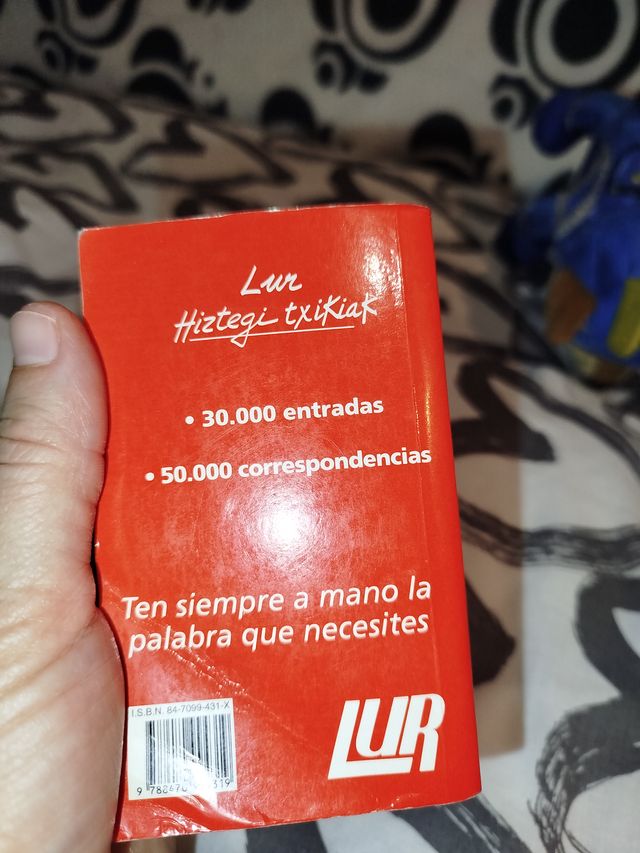 Lur
Hiztegi txikiak
• 30.000 entradas
• 50.000 correspondencias
Ten siempre a mano la
palabra que necesites
I.S.B.N. 84-7099-431-X
LUR